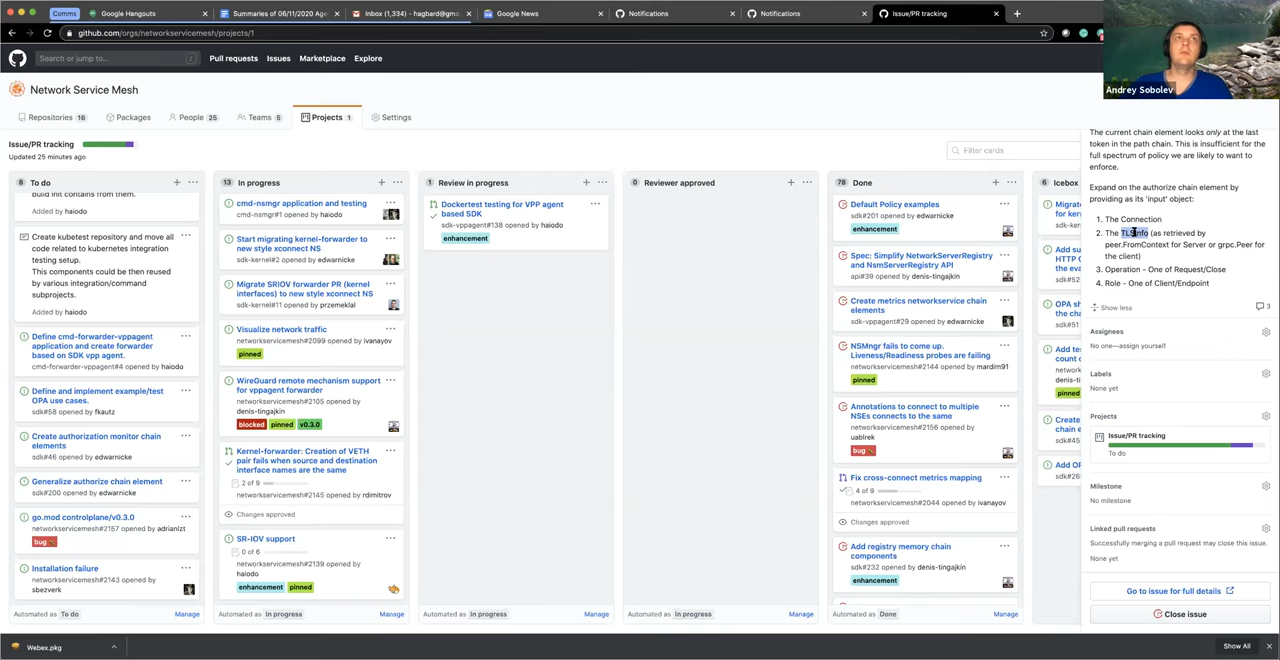 Comms
Google Hangouts
Summaries of 06/11/2020 Age
Inbox (1,334) - hagbard@gma
Google News
Notifications
Notifications
Issue/PR tracking
github.com/orgs/networkservicemesh/projects/1
Search or jump to...
Pull requests
Issues
Marketplace
Explore
Andrey Sobolev
Network Service Mesh
Repositories 16
Packages
People 25
Teams 5
Projects 1
Settings
Issue/PR tracking
Updated 25 minutes ago
Filter cards
8 To do
build init contains from them.
Added by haiodo
Create kubetest repository and move all
code related to kubernetes integration
testing setup.
This components could be then reused
by various integration/command
subprojects.
Added by haiodo
Define cmd-forwarder-vppagent
application and create forwarder
based on SDK vpp agent.
cmd-forwarder-vppagent#4 opened by haiodo
Define and implement example/test
OPA use cases.
sdk#58 opened by fkautz
Create authorization monitor chain
elements
sdk#46 opened by edwarnicke
Generalize authorize chain element
sdk#200 opened by edwarnicke
go.mod controlplane/v0.3.0
networkservicemesh#2157 opened by adrianlzt
bug
Installation failure
networkservicemesh#2143 opened by
sbezverk
Automated as To do
Manage
13 In progress
cmd-nsmgr application and testing
cmd-nsmgr#1 opened by haiodo
Start migrating kernel-forwarder to
new style xconnect NS
sdk-kernel#2 opened by edwarnicke
Migrate SRIOV forwarder PR (kernel
interfaces) to new style xconnect NS
sdk-kernel#11 opened by przemeklal
Visualize network traffic
networkservicemesh#2099 opened by ivanayov
pinned
WireGuard remote mechanism support
for vppagent forwarder
networkservicemesh#2105 opened by
denis-tingajkin
blocked pinned v0.3.0
Kernel-forwarder: Creation of VETH
pair fails when source and destination
interface names are the same
2 of 9
networkservicemesh#2145 opened by rdimitrov
Changes approved
SR-IOV support
0 of 6
networkservicemesh#2139 opened by
haiodo
enhancement pinned
Automated as In progress
Manage
1 Review in progress
Dockertest testing for VPP agent
based SDK
sdk-vppagent#138 opened by haiodo
enhancement
Automated as In progress
Manage
0 Reviewer approved
Automated as In progress
Manage
78 Done
Default Policy examples
sdk#201 opened by edwarnicke
enhancement
Spec: Simplify NetworkServerRegistry
and NsmServerRegistry API
api#39 opened by denis-tingajkin
Create metrics networkservice chain
elements
sdk-vppagent#29 opened by edwarnicke
NSMngr fails to come up.
Liveness/Readiness probes are failing
networkservicemesh#2144 opened by mardim91
pinned
Annotations to connect to multiple
NSEs connects to the same
networkservicemesh#2156 opened by
uablrek
bug
Fix cross-connect metrics mapping
4 of 9
networkservicemesh#2044 opened by ivanayov
Changes approved
Add registry memory chain
components
sdk#232 opened by denis-tingajkin
enhancement
Automated as Done
Manage
6 Icebox
Migrat
for ker
sdk-ke
Add su
HTTP C
the eva
sdk#52
OPA sh
the cha
sdk#51
Add tes
count c
denis-ti
pinned
Create
chain e
sdk#45
Add OP
sdk#26
The current chain element looks only at the last
token in the path chain. This is insufficient for the
full spectrum of policy we are likely to want to
enforce.
Expand on the authorize chain element by
providing as its 'input' object:
1. The Connection
2. The TLSInfo (as retrieved by
peer.FromContext for Server or grpc.Peer for
the client)
3. Operation - One of Request/Close
4. Role - One of Client/Endpoint
Show less
3
Assignees
No one—assign yourself
Labels
None yet
Projects
Issue/PR tracking
To do
Milestone
No milestone
Linked pull requests
Successfully merging a pull request may close this issue.
None yet
Go to issue for full details
Close issue
Webex.pkg
Show All